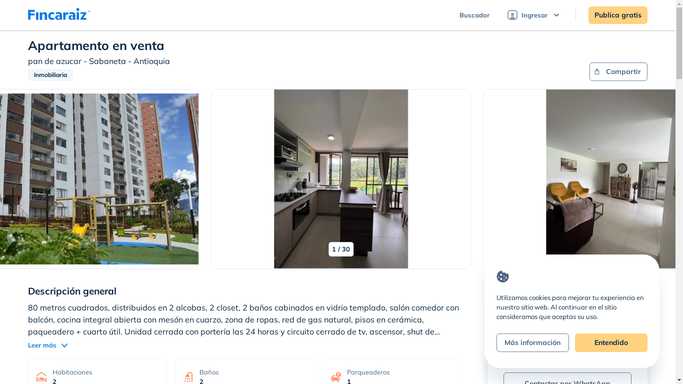 Fincaraiz
Buscador
Ingresar
Publica gratis
Apartamento en venta
pan de azucar - Sabaneta - Antioquia
Inmobiliaria
Compartir
1 / 30
Descripción general
80 metros cuadrados, distribuidos en 2 alcobas, 2 closet, 2 baños cabinados en vidrio templado, salón comedor con
balcón, cocina integral abierta con mesón en cuarzo, zona de ropas, red de gas natural, pisos en cerámica,
paqueadero + cuarto útil. Unidad cerrada con portería las 24 horas y circuito cerrado de tv, ascensor, shut de...
Leer más
Habitaciones
2
Baños
2
Parqueaderos
1
Utilizamos cookies para mejorar tu experiencia en
nuestro sitio web. Al continuar en el sitio
consideramos que aceptas su uso.
Más información
Entendido
Contactar por WhatsApp